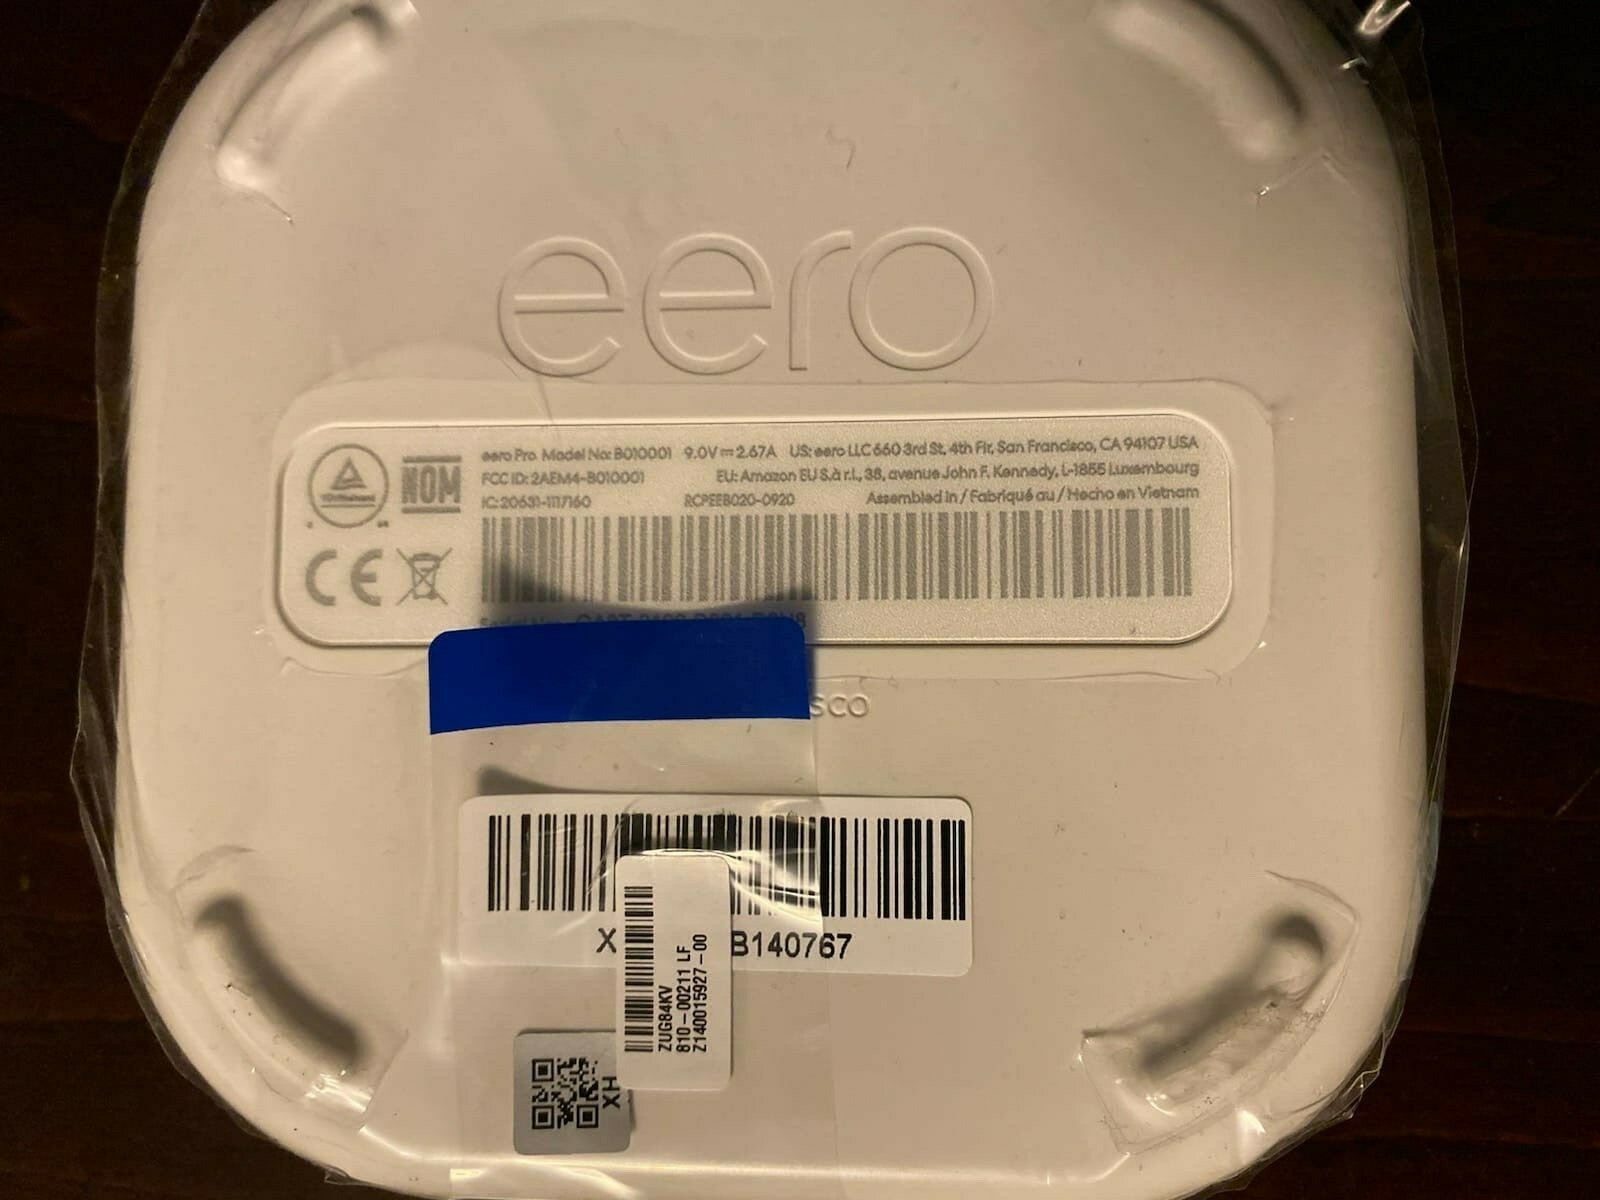 eero
eero Pro Model No: B010001 9.0V⎓2.67A US: eero LLC 660 3rd St, 4th Flr, San Francisco, CA 94107 USA
FCC ID: 2AEM4-B010001 EU: Amazon EU S.à r.l., 38, avenue John F. Kennedy, L-1855 Luxembourg
IC: 20631-1117160 RCPEEB020-0920 Assembled in / Fabriqué au / Hecho en Vietnam
NOM
CE
sco
X B140767
ZUG84KV
810-00211 LF
Z140015927-00
XH